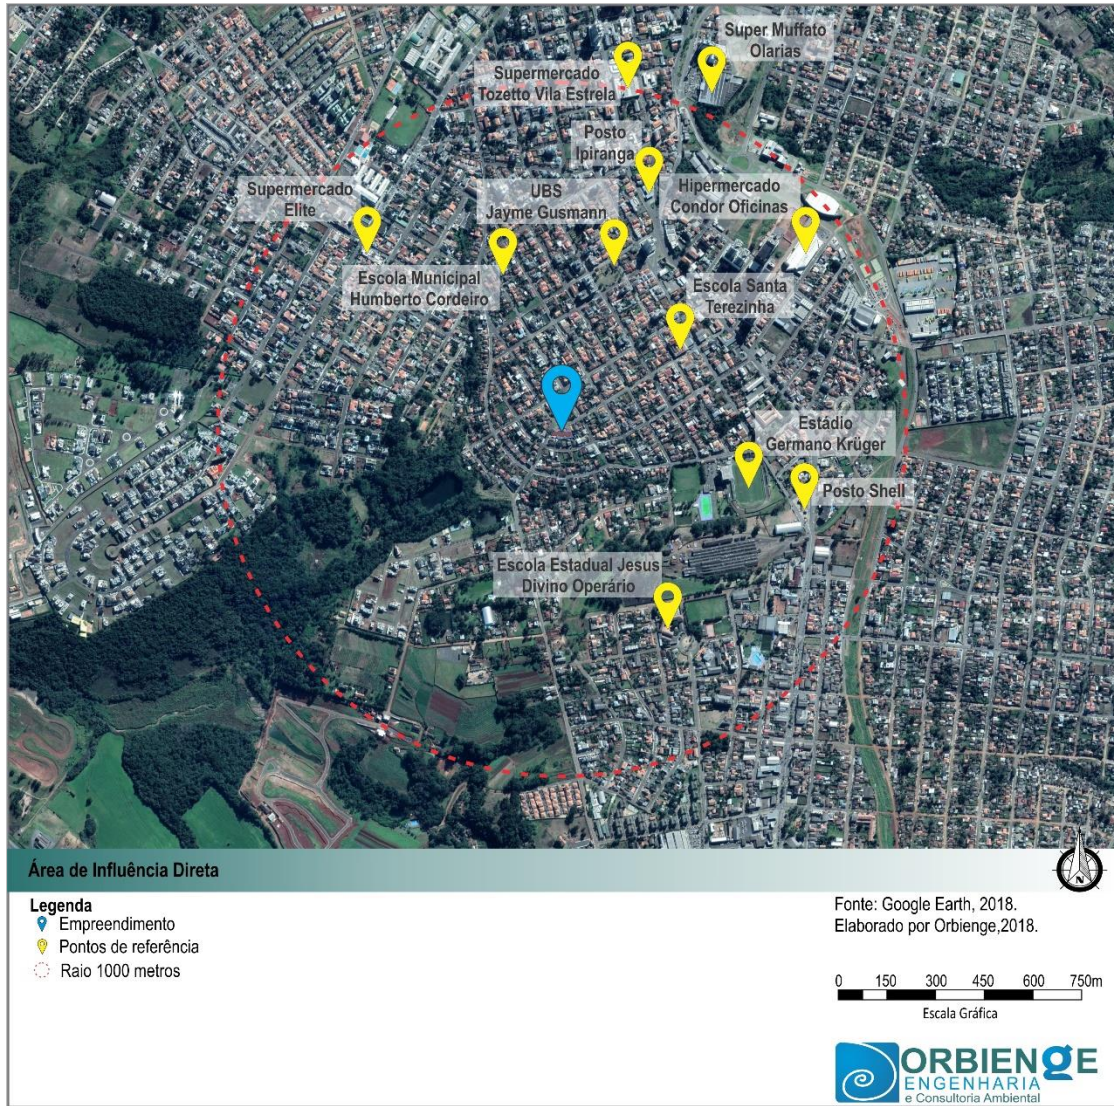 Super Muffato
Olarias
Supermercado
Tozetto Vila Estrela
Posto
Ipiranga
Supermercado
Elite
UBS
Jayme Gusmann
Hipermercado
Condor Oficinas
Escola Municipal
Humberto Cordeiro
Escola Santa
Terezinha
Estádio
Germano Krüger
Posto Shell
Escola Estadual Jesus
Divino Operário
Área de Influência Direta
N
Legenda
Empreendimento
Pontos de referência
Raio 1000 metros
Fonte: Google Earth, 2018.
Elaborado por Orbienge,2018.
0 150 300 450 600 750m
Escala Gráfica
ORBIENGE
ENGENHARIA
e Consultoria Ambiental